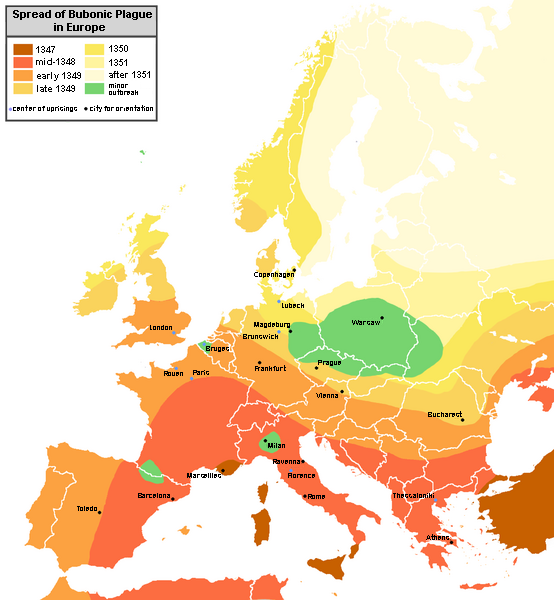 Spread of Bubonic Plague
in Europe
1347
mid-1348
early 1349
late 1349
1350
1351
after 1351
minor
outbreak
center of uprisings
city for orientation
Copenhagen
Lubeck
Magdeburg
Warsaw
London
Brunswick
Bruges
Prague
Frankfurt
Rouen
Paris
Vienna
Bucharest
Milan
Ravenna
Marseilles
Florence
Barcelona
Rome
Thessaloniki
Toledo
Athens